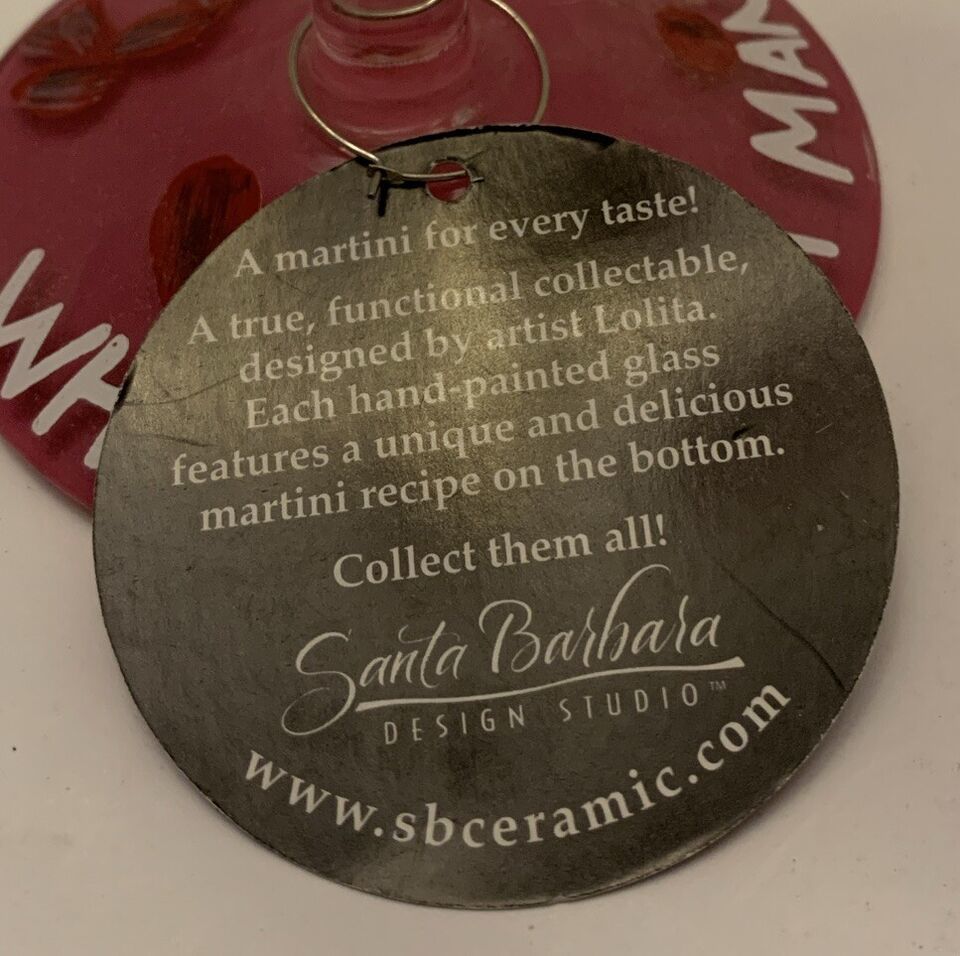 A martini for every taste!
A true, functional collectable,
designed by artist Lolita.
Each hand-painted glass
features a unique and delicious
martini recipe on the bottom.
Collect them all!
Santa Barbara
DESIGN STUDIO™
www.sbceramic.com